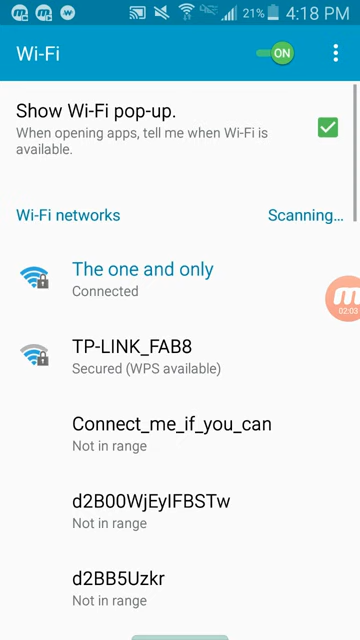 21% 4:18 PM
Wi-Fi
ON
Show Wi-Fi pop-up.
When opening apps, tell me when Wi-Fi is
available.
Wi-Fi networks Scanning...
The one and only
Connected
02:03
TP-LINK_FAB8
Secured (WPS available)
Connect_me_if_you_can
Not in range
d2B00WjEyIFBSTw
Not in range
d2BB5Uzkr
Not in range